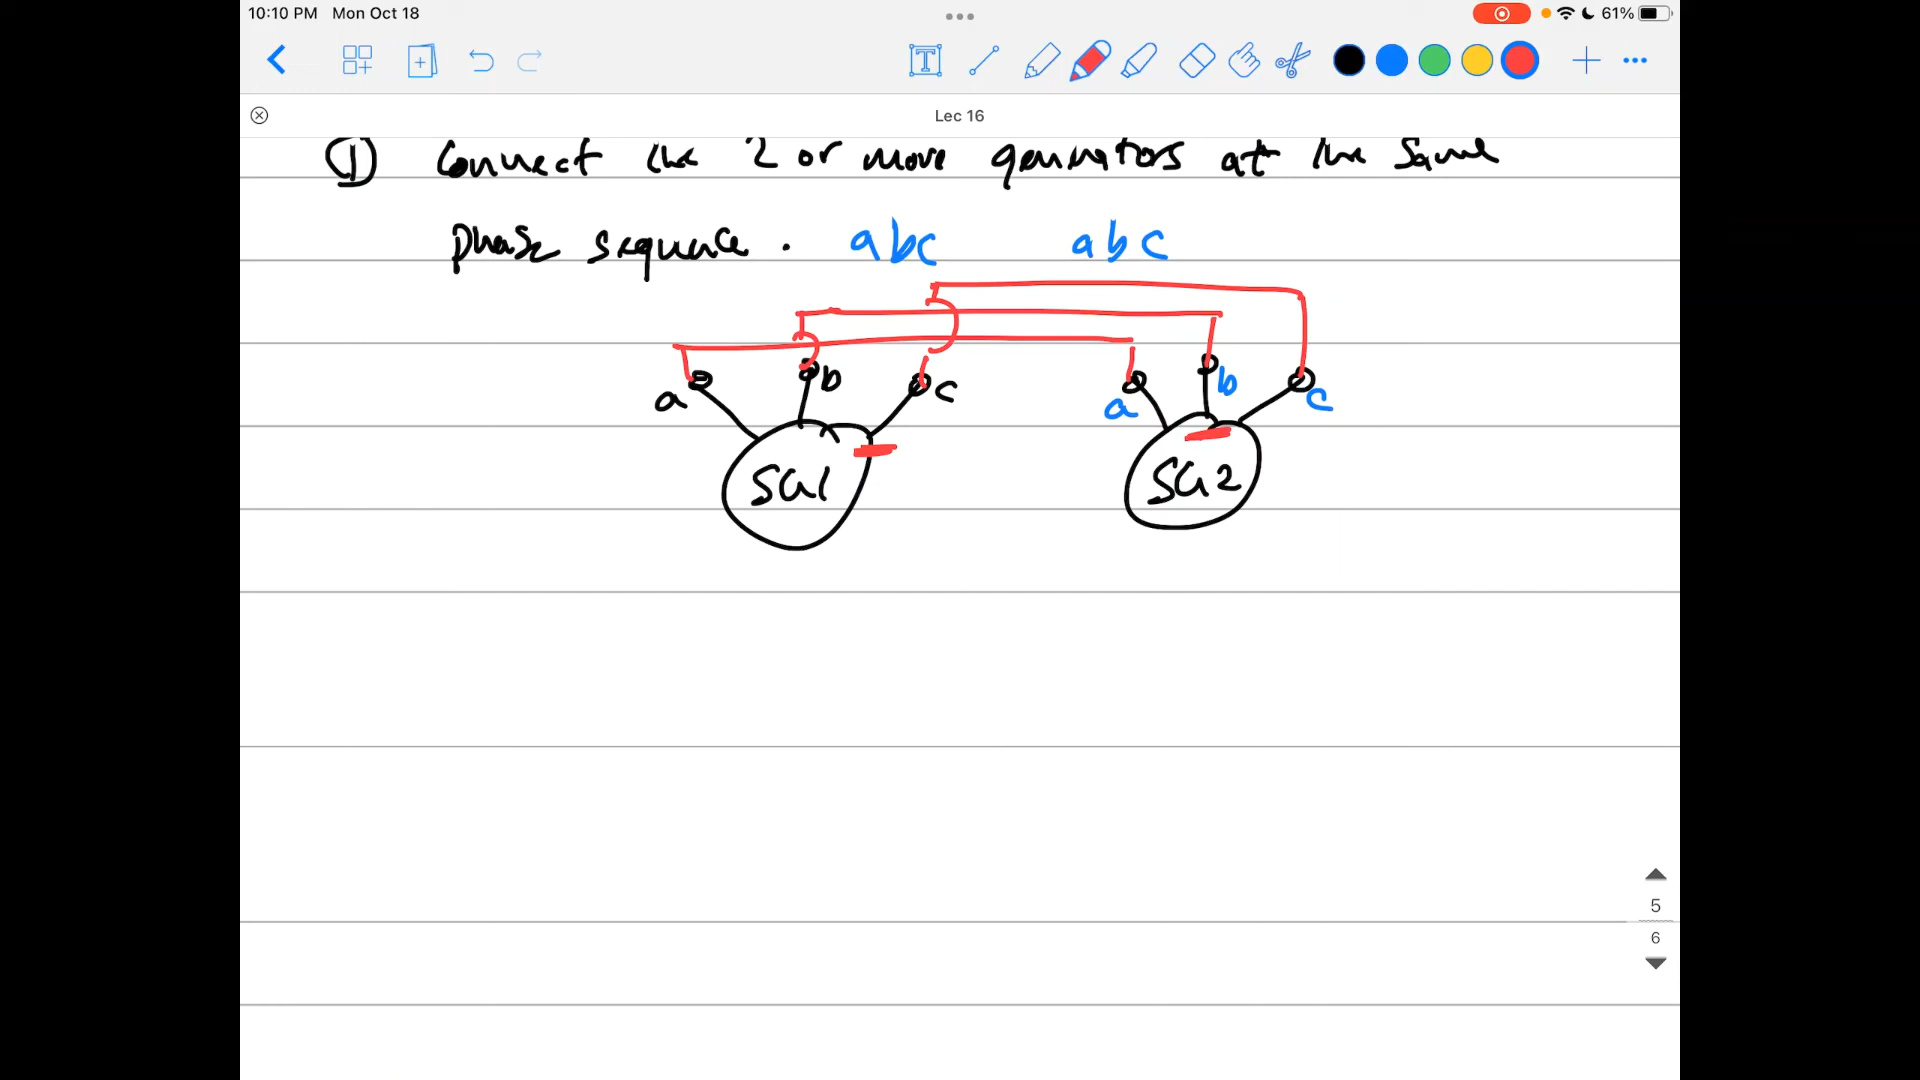 10:10 PM Mon Oct 18
61%
T
Lec 16
① Connect the 2 or more generators at the same
phase sequence. abc abc
a b c a b c
SG1 SG2
5
6